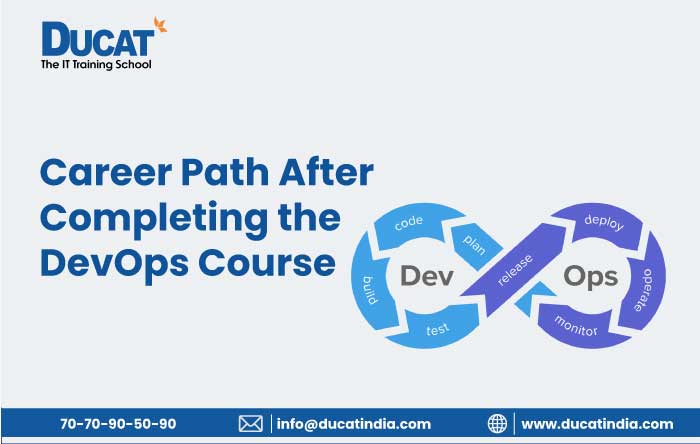 DUCAT
The IT Training School
Career Path After
Completing the
DevOps Course
code
plan
build
test
Dev
release
Ops
deploy
operate
monitor
70-70-90-50-90
info@ducatindia.com
www.ducatindia.com